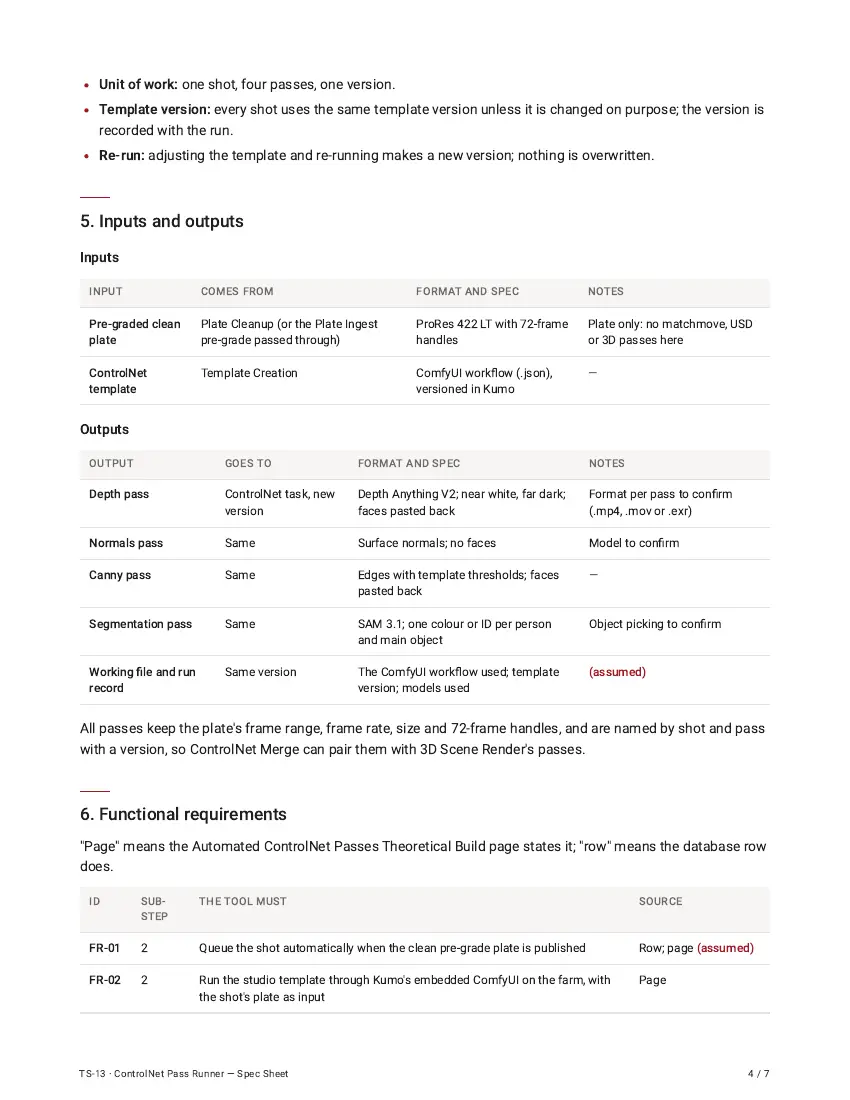 • Unit of work: one shot, four passes, one version.
• Template version: every shot uses the same template version unless it is changed on purpose; the version is
recorded with the run.
• Re-run: adjusting the template and re-running makes a new version; nothing is overwritten.
5. Inputs and outputs
Inputs
INPUT COMES FROM FORMAT AND SPEC NOTES
Pre-graded clean Plate Cleanup (or the Plate Ingest ProRes 422 LT with 72-frame Plate only: no matchmove, USD
plate pre-grade passed through) handles or 3D passes here
ControlNet Template Creation ComfyUI workflow (.json), —
template versioned in Kumo
Outputs
OUTPUT GOES TO FORMAT AND SPEC NOTES
Depth pass ControlNet task, new Depth Anything V2; near white, far dark; Format per pass to confirm
version faces pasted back (.mp4, .mov or .exr)
Normals pass Same Surface normals; no faces Model to confirm
Canny pass Same Edges with template thresholds; faces —
pasted back
Segmentation pass Same SAM 3.1; one colour or ID per person Object picking to confirm
and main object
Working file and run Same version The ComfyUI workflow used; template (assumed)
record version; models used
All passes keep the plate's frame range, frame rate, size and 72-frame handles, and are named by shot and pass
with a version, so ControlNet Merge can pair them with 3D Scene Render's passes.
6. Functional requirements
"Page" means the Automated ControlNet Passes Theoretical Build page states it; "row" means the database row
does.
ID SUB- THE TOOL MUST SOURCE
STEP
FR-01 2 Queue the shot automatically when the clean pre-grade plate is published Row; page (assumed)
FR-02 2 Run the studio template through Kumo's embedded ComfyUI on the farm, with Page
the shot's plate as input
TS-13 · ControlNet Pass Runner — Spec Sheet 4 / 7